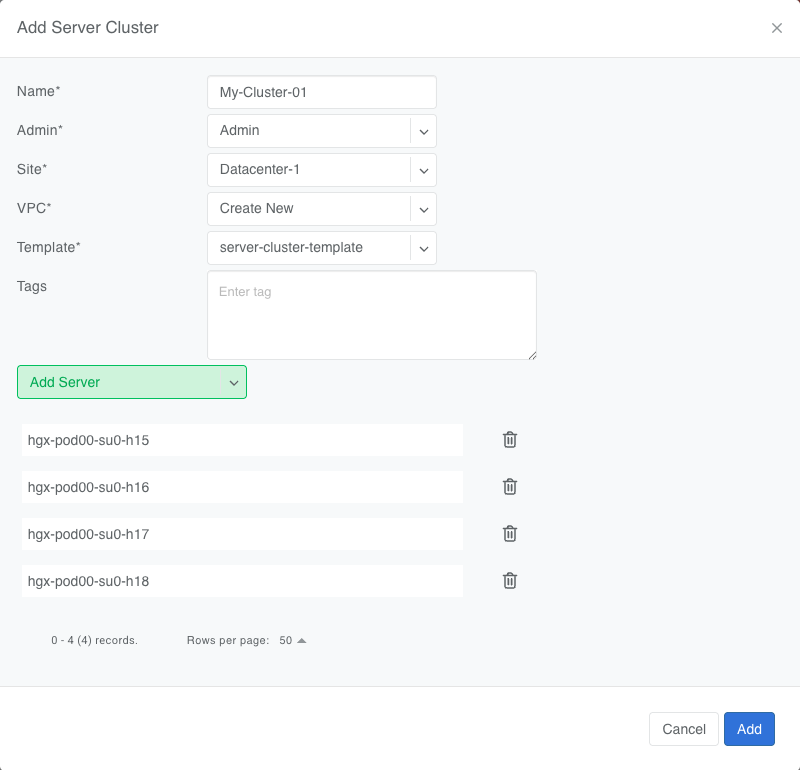 Add Server Cluster
Name* My-Cluster-01
Admin* Admin
Site* Datacenter-1
VPC* Create New
Template* server-cluster-template
Tags Enter tag
Add Server
hgx-pod00-su0-h15
hgx-pod00-su0-h16
hgx-pod00-su0-h17
hgx-pod00-su0-h18
0 - 4 (4) records. Rows per page: 50
Cancel Add